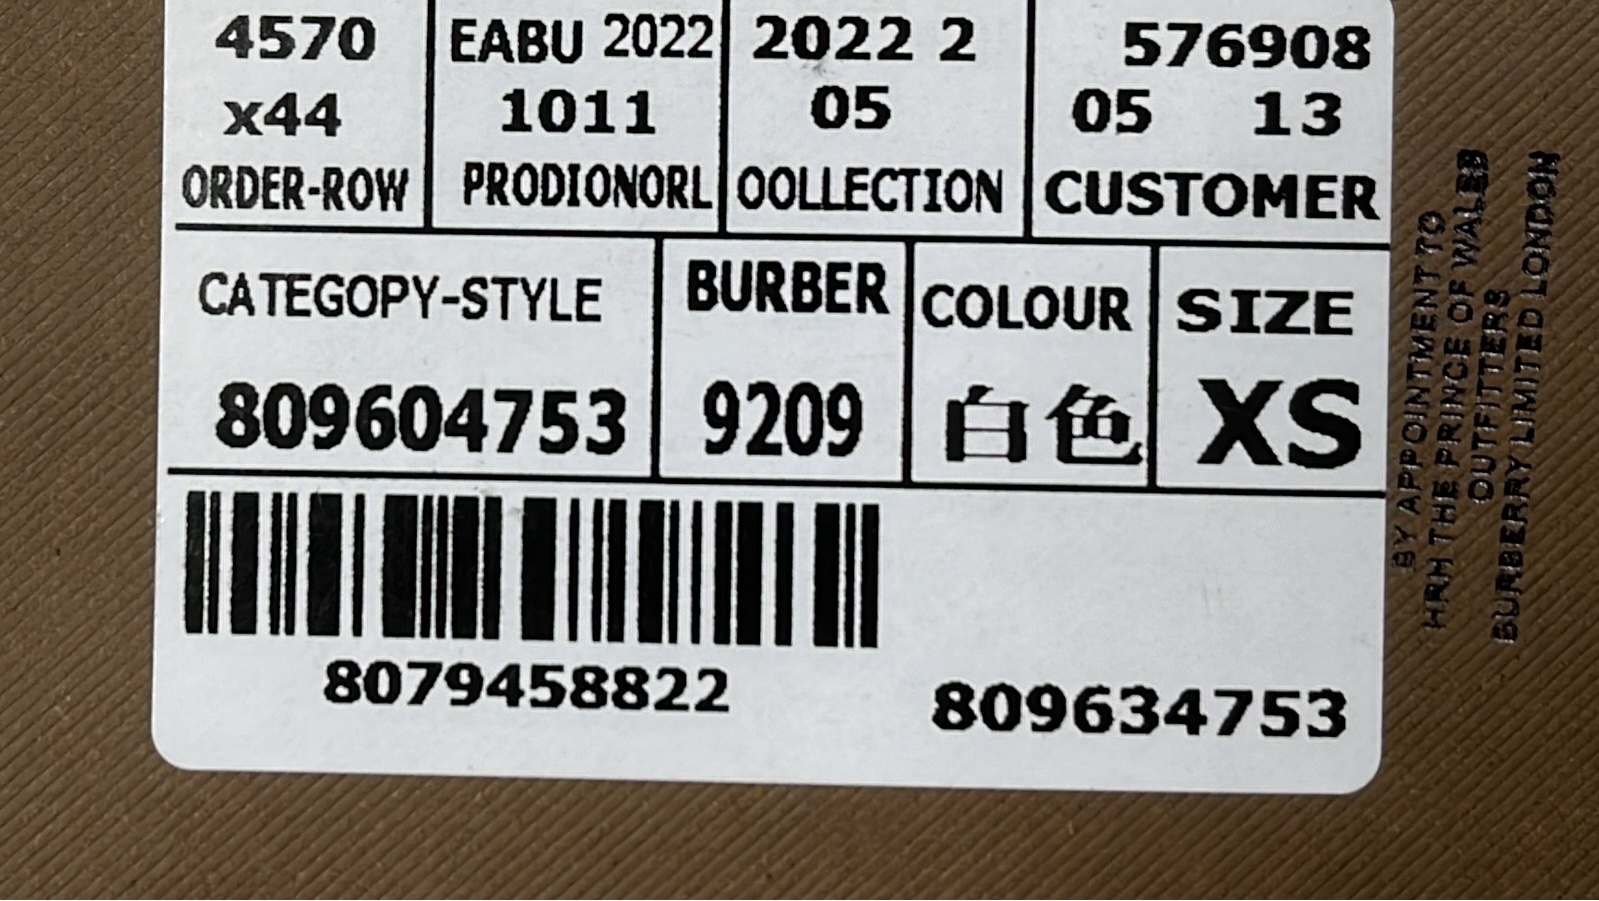 4570 EABU 2022 2022 2 576908
x44 1011 05 05 13
ORDER-ROW PRODIONORL OOLLECTION CUSTOMER
CATEGOPY-STYLE BURBER COLOUR SIZE
809604753 9209 白色 XS
8079458822 809634753
BY APPOINTMENT TO
HRH THE PRINCE OF WALES
OUTFITTERS
BURBERRY LIMITED LONDON